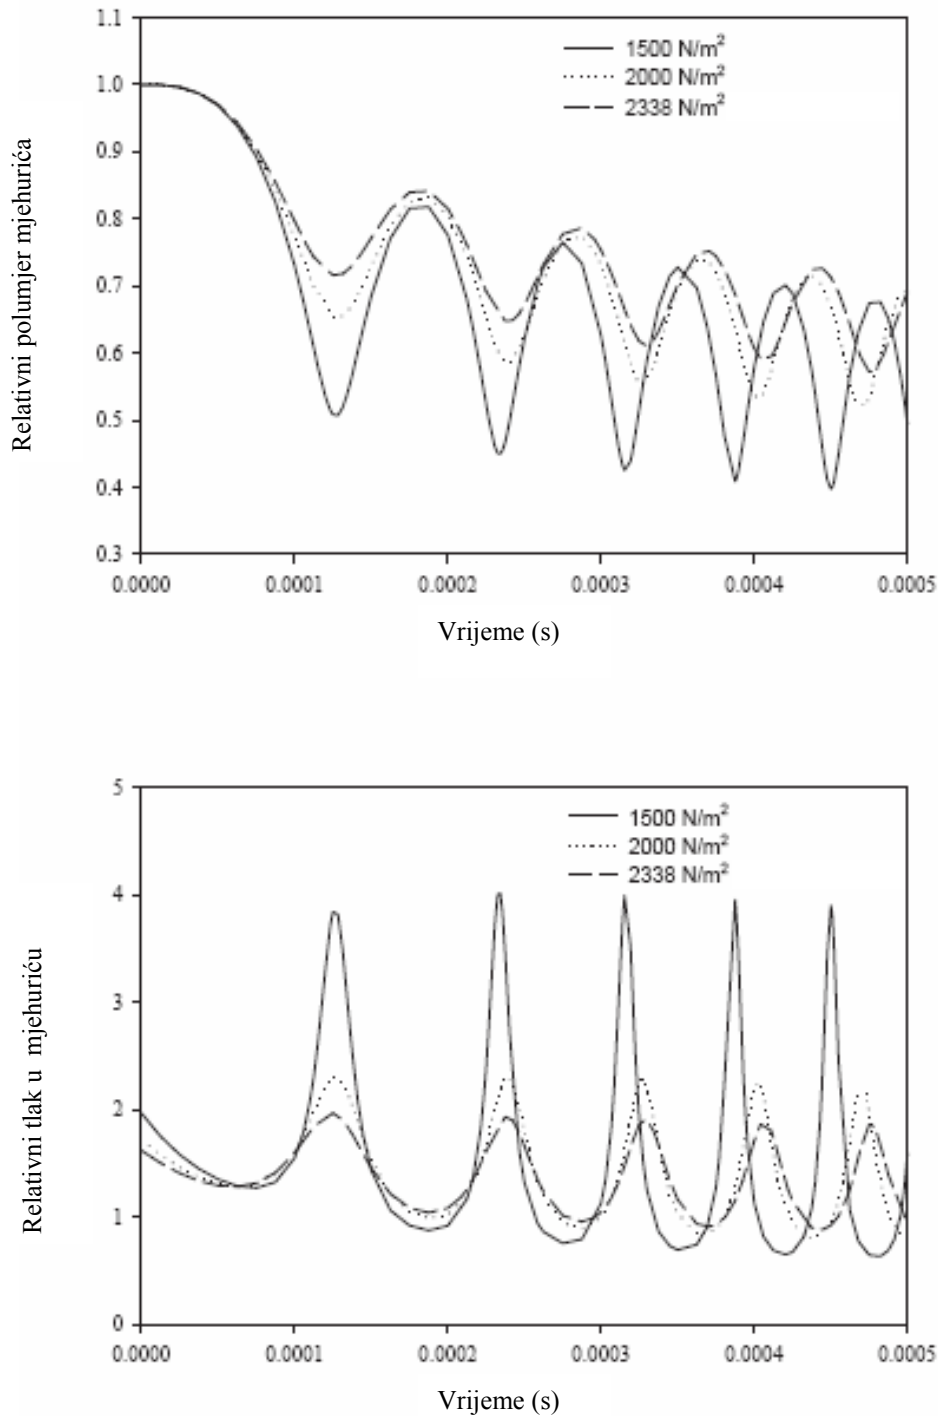 1.1
1.0
0.9
0.8
0.7
0.6
0.5
0.4
0.3
Relativni polumjer mjehurića
1500 N/m²
2000 N/m²
2338 N/m²
0.0000 0.0001 0.0002 0.0003 0.0004 0.0005
Vrijeme (s)
5
4
3
2
1
0
Relativni tlak u mjehuriću
1500 N/m²
2000 N/m²
2338 N/m²
0.0000 0.0001 0.0002 0.0003 0.0004 0.0005
Vrijeme (s)